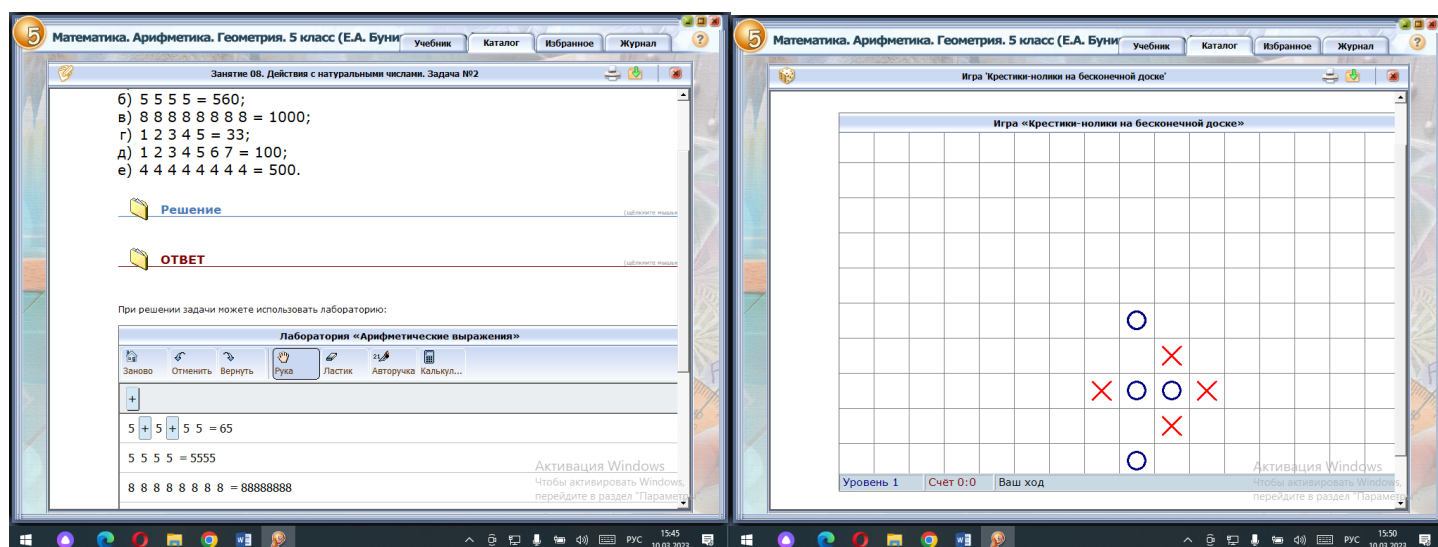 5
Математика. Арифметика. Геометрия. 5 класс (Е.А. Буни
Учебник
Каталог
Избранное
Журнал
?
Занятие 08. Действия с натуральными числами. Задача №2
б) 5 5 5 5 = 560;
в) 8 8 8 8 8 8 8 8 = 1000;
г) 1 2 3 4 5 = 33;
д) 1 2 3 4 5 6 7 = 100;
е) 4 4 4 4 4 4 4 4 = 500.
Решение
ОТВЕТ
При решении задачи можете использовать лабораторию:
Лаборатория «Арифметические выражения»
Заново
Отменить
Вернуть
Рука
Ластик
Авторучка
Калькул...
+
5 + 5 + 5 5 = 65
5 5 5 5 = 5555
8 8 8 8 8 8 8 8 = 88888888
Активация Windows
Чтобы активировать Windows,
перейдите в раздел "Парамет
РУС
15:45
10.03.2023
5
Математика. Арифметика. Геометрия. 5 класс (Е.А. Буни
Учебник
Каталог
Избранное
Журнал
?
Игра 'Крестики-нолики на бесконечной доске'
Игра «Крестики-нолики на бесконечной доске»
Уровень 1
Счёт 0:0
Ваш ход
Активация Windows
Чтобы активировать Windows,
перейдите в раздел "Парамет
РУС
15:50
10.03.2023